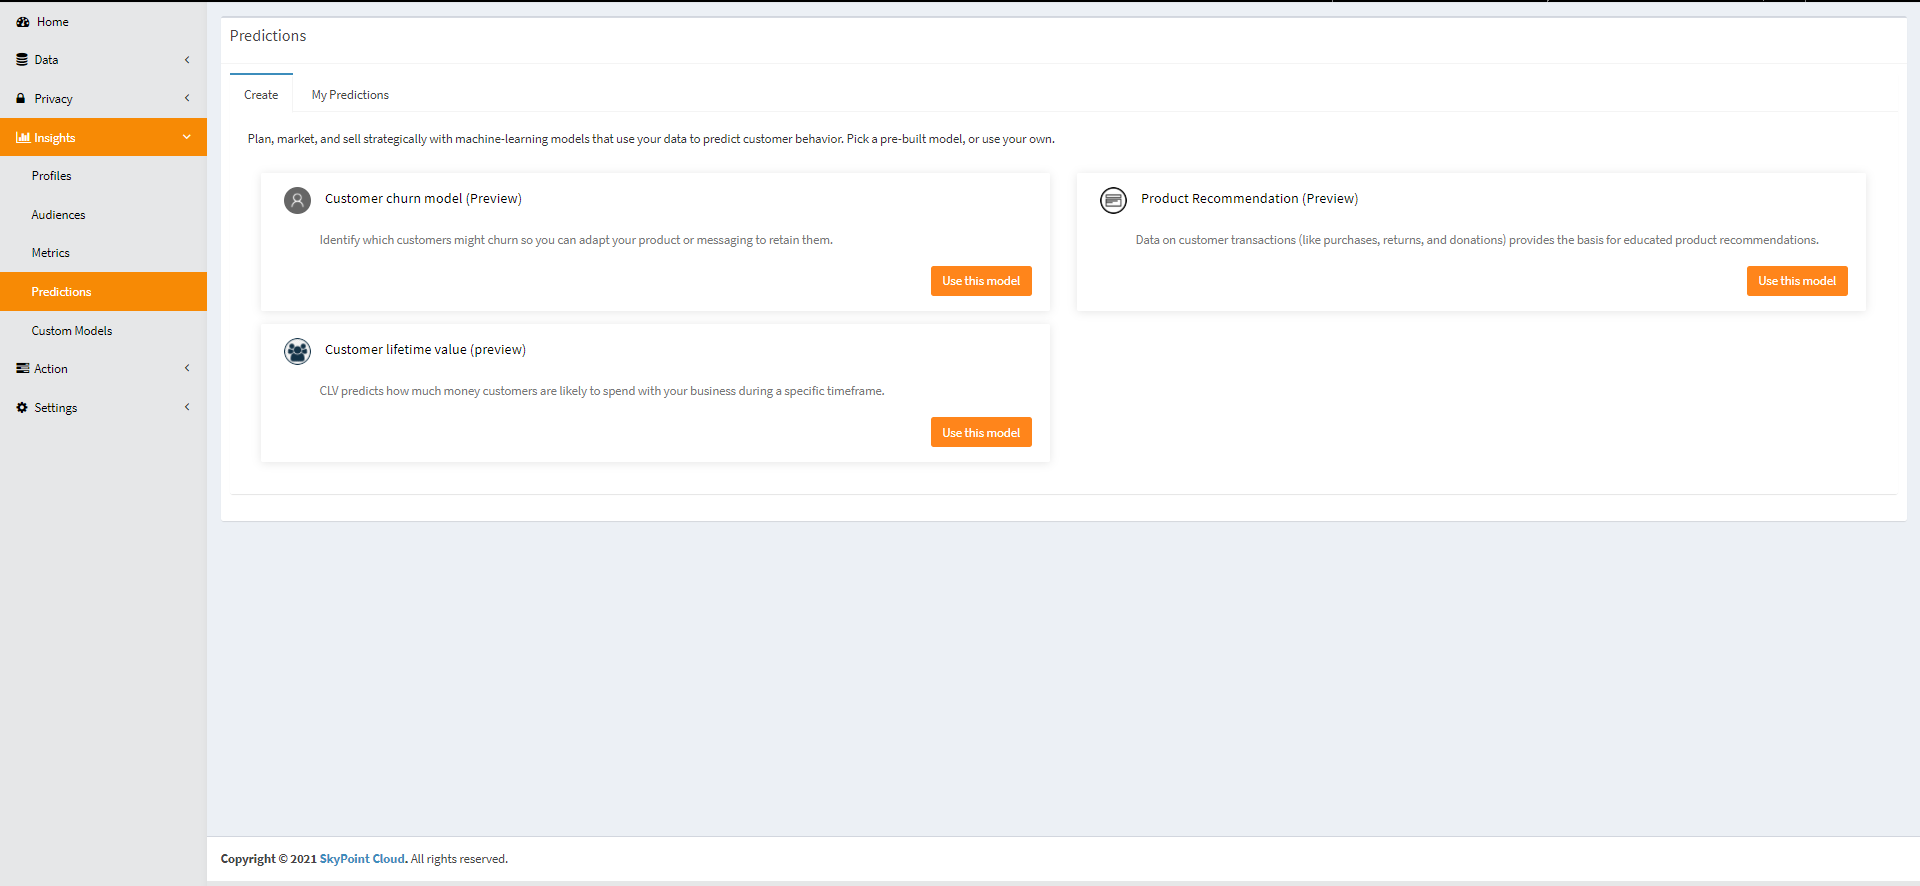 Home
Data
Privacy
Insights
Profiles
Audiences
Metrics
Predictions
Custom Models
Action
Settings
Predictions
Create
My Predictions
Plan, market, and sell strategically with machine-learning models that use your data to predict customer behavior. Pick a pre-built model, or use your own.
Customer churn model (Preview)
Identify which customers might churn so you can adapt your product or messaging to retain them.
Use this model
Product Recommendation (Preview)
Data on customer transactions (like purchases, returns, and donations) provides the basis for educated product recommendations.
Use this model
Customer lifetime value (preview)
CLV predicts how much money customers are likely to spend with your business during a specific timeframe.
Use this model
Copyright © 2021 SkyPoint Cloud. All rights reserved.